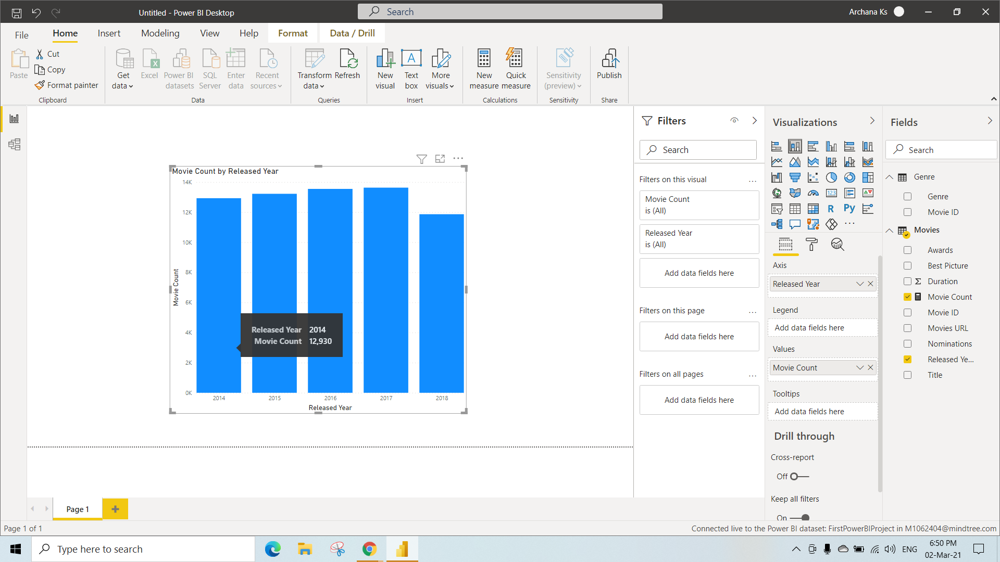 Untitled - Power BI Desktop
Search
Archana Ks
File
Home
Insert
Modeling
View
Help
Format
Data / Drill
Paste
Cut
Copy
Format painter
Clipboard
Get data
Excel
Power BI datasets
SQL Server
Enter data
Recent sources
Data
Transform data
Refresh
Queries
New visual
Text box
More visuals
Insert
New measure
Quick measure
Calculations
Sensitivity (preview)
Sensitivity
Publish
Share
Movie Count by Released Year
14K
12K
10K
8K
6K
4K
2K
0K
Movie Count
Released Year 2014
Movie Count 12,930
2014
2015
2016
2017
2018
Released Year
Filters
Search
Filters on this visual
...
Movie Count
is (All)
Released Year
is (All)
Add data fields here
Filters on this page
...
Add data fields here
Filters on all pages
...
Add data fields here
Visualizations
123
R
Py
...
Axis
Released Year
Legend
Add data fields here
Values
Movie Count
Tooltips
Add data fields here
Drill through
Cross-report
Off
Keep all filters
On
Fields
Search
Genre
Genre
Movie ID
Movies
Awards
Best Picture
Σ Duration
Movie Count
Movie ID
Movies URL
Nominations
Released Ye...
Title
Page 1
Page 1 of 1
Connected live to the Power BI dataset: FirstPowerBIProject in M1062404@mindtree.com
Type here to search
ENG
6:50 PM
02-Mar-21